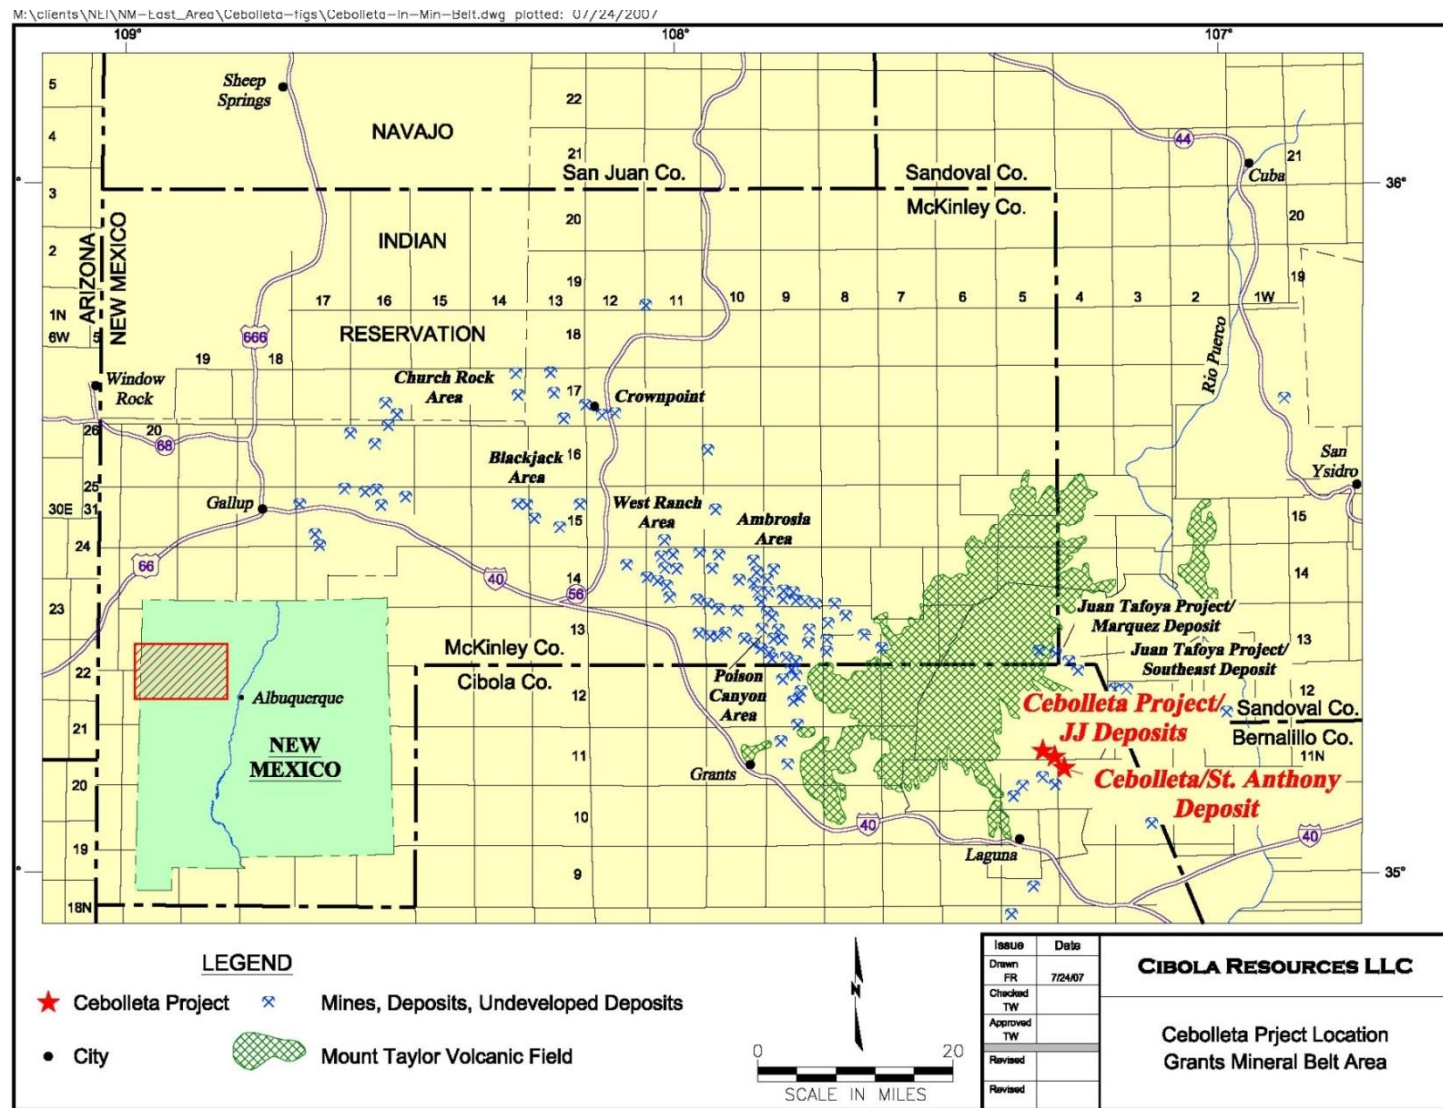 M:\clients\NEI\NM-East_Area\Cebolleta-figs\Cebolleta-In-Min-Belt.dwg plotted: 07/24/2007
109°
108°
107°
5
Sheep
Springs
22
4
NAVAJO
44
21
San Juan Co.
Sandoval Co.
21
Cuba
3
36°
McKinley Co.
20
20
ARIZONA
NEW MEXICO
2
INDIAN
19
19
17
16
15
14
13
12
11
10
9
8
7
6
5
4
3
2
1W
1N
6W
5
666
RESERVATION
18
19
18
Window
Rock
Church Rock
Area
17
Crownpoint
Rio Puerco
26
20
68
16
Blackjack
Area
San
Ysidro
25
Gallup
30E
31
West Ranch
Area
Ambrosia
Area
15
15
24
66
40
56
14
14
23
Juan Tafoya Project/
Marquez Deposit
13
13
McKinley Co.
Juan Tafoya Project/
Southeast Deposit
22
Cibola Co.
Poison
Canyon
Area
12
12
Albuquerque
Cebolleta Project/
JJ Deposits
Sandoval Co.
Bernalillo Co.
21
NEW
MEXICO
11
11N
Grants
Cebolleta/St. Anthony
Deposit
20
10
40
40
19
Laguna
9
35°
18N
LEGEND
Cebolleta Project
Mines, Deposits, Undeveloped Deposits
City
Mount Taylor Volcanic Field
N
0
20
SCALE IN MILES
Issue
Date
Drawn
FR
7/24/07
Checked
TW
Approved
TW
Revised
Revised
CIBOLA RESOURCES LLC
Cebolleta Prject Location
Grants Mineral Belt Area